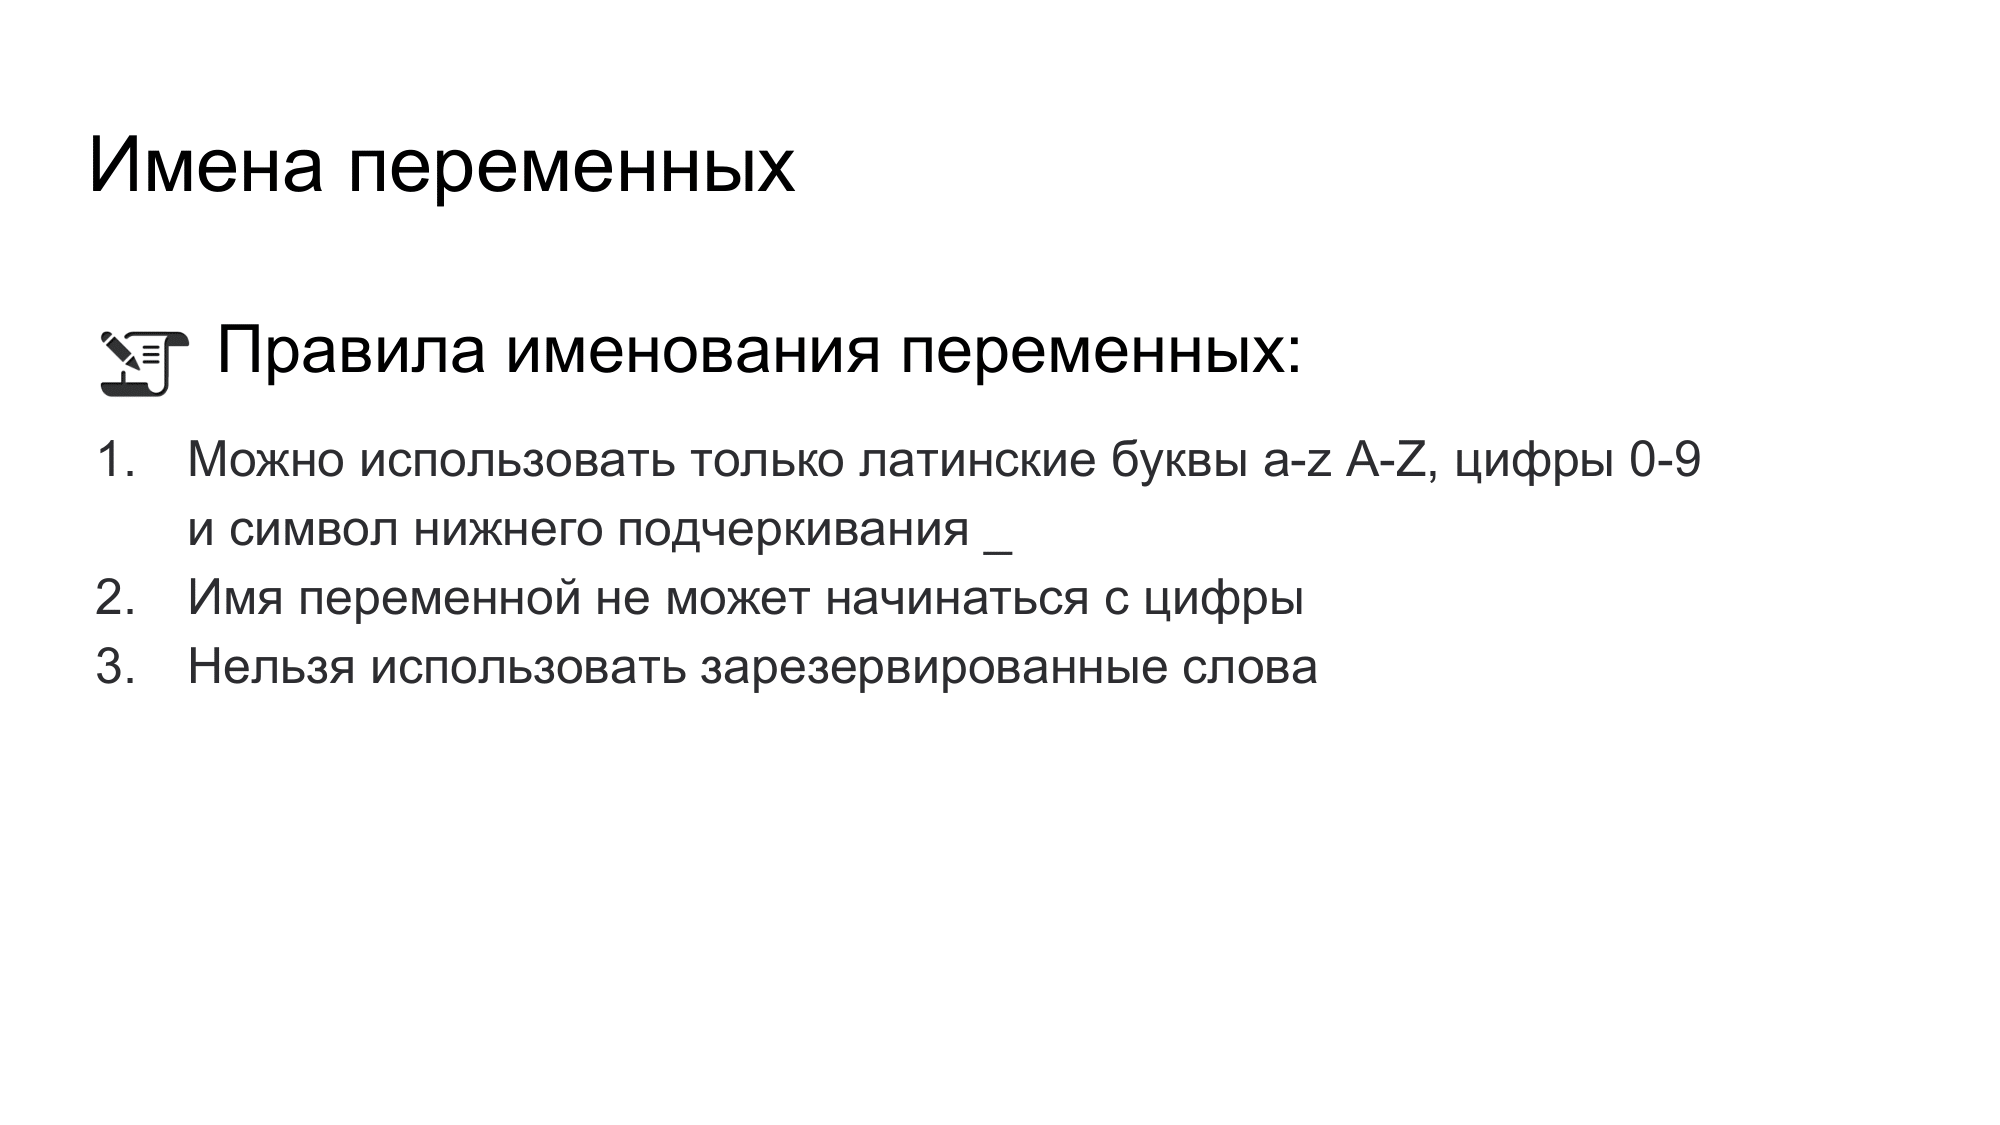 Имена переменных
Правила именования переменных:
1. Можно использовать только латинские буквы a-z A-Z, цифры 0-9
и символ нижнего подчеркивания _
2. Имя переменной не может начинаться с цифры
3. Нельзя использовать зарезервированные слова